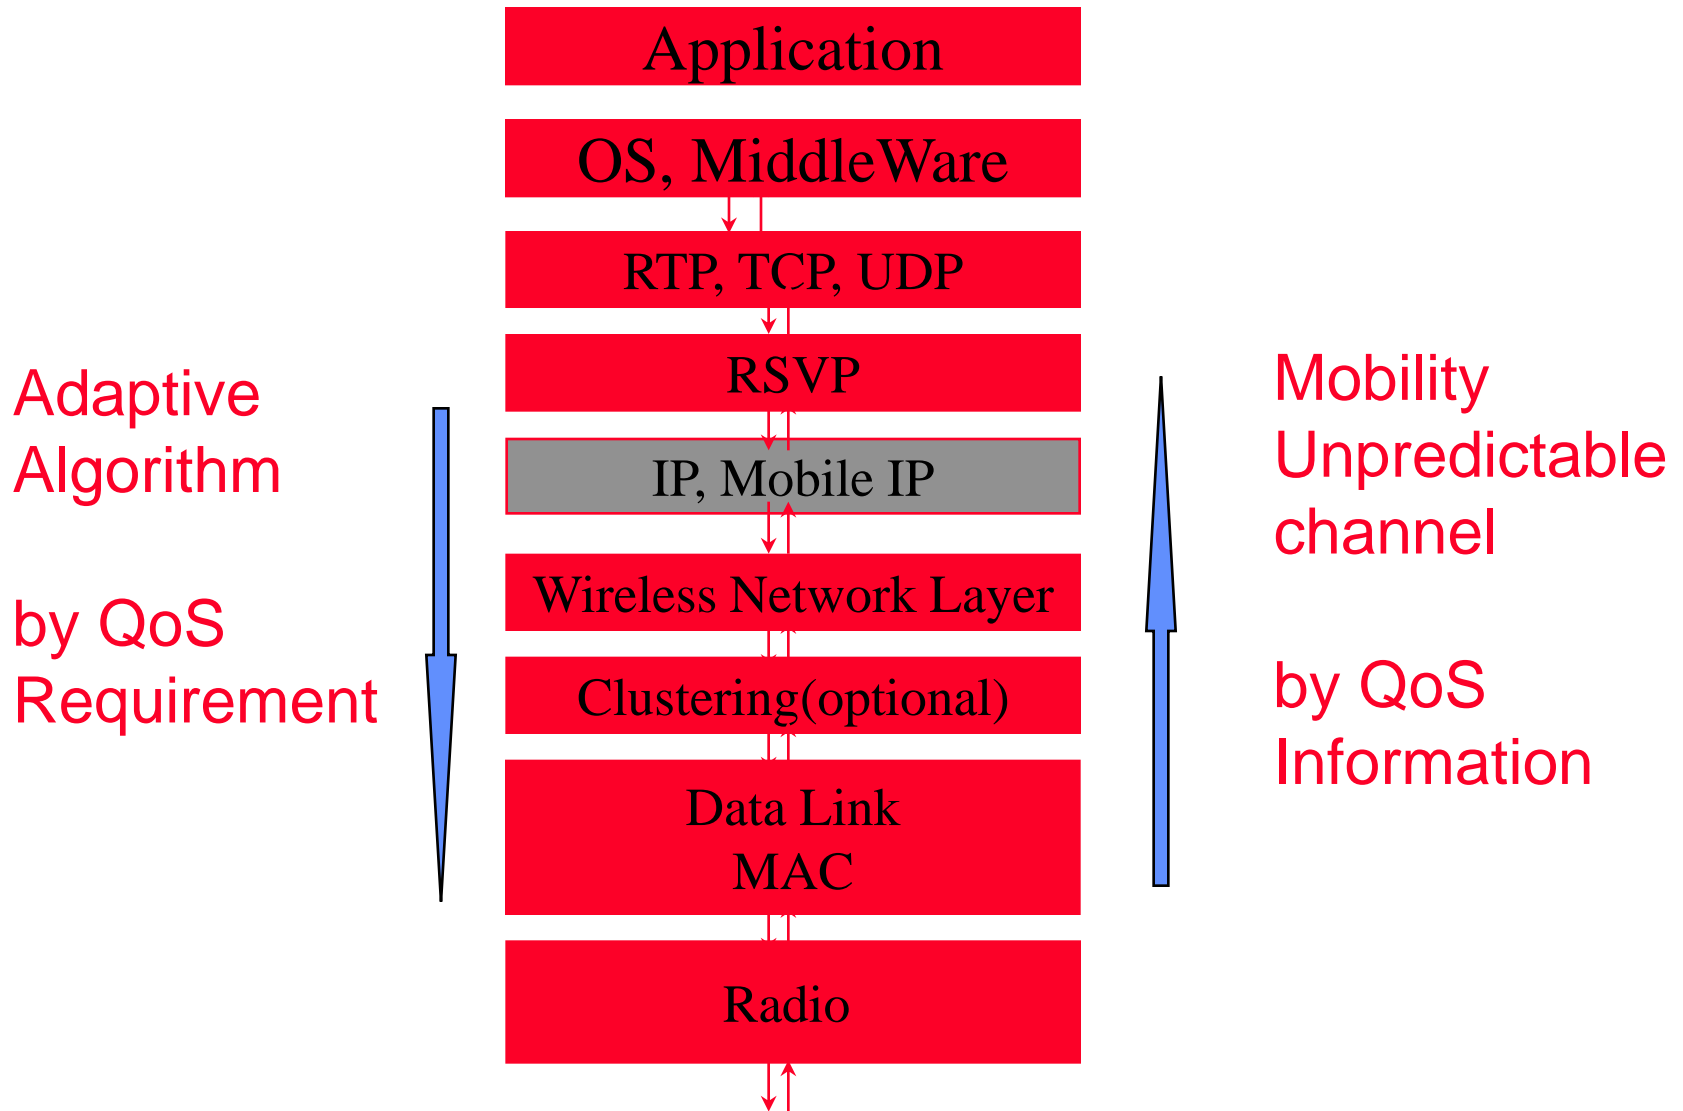 Application
OS, MiddleWare
RTP, TCP, UDP
RSVP
IP, Mobile IP
Wireless Network Layer
Clustering(optional)
Data Link
MAC
Radio
Adaptive
Algorithm
by QoS
Requirement
Mobility
Unpredictable
channel
by QoS
Information